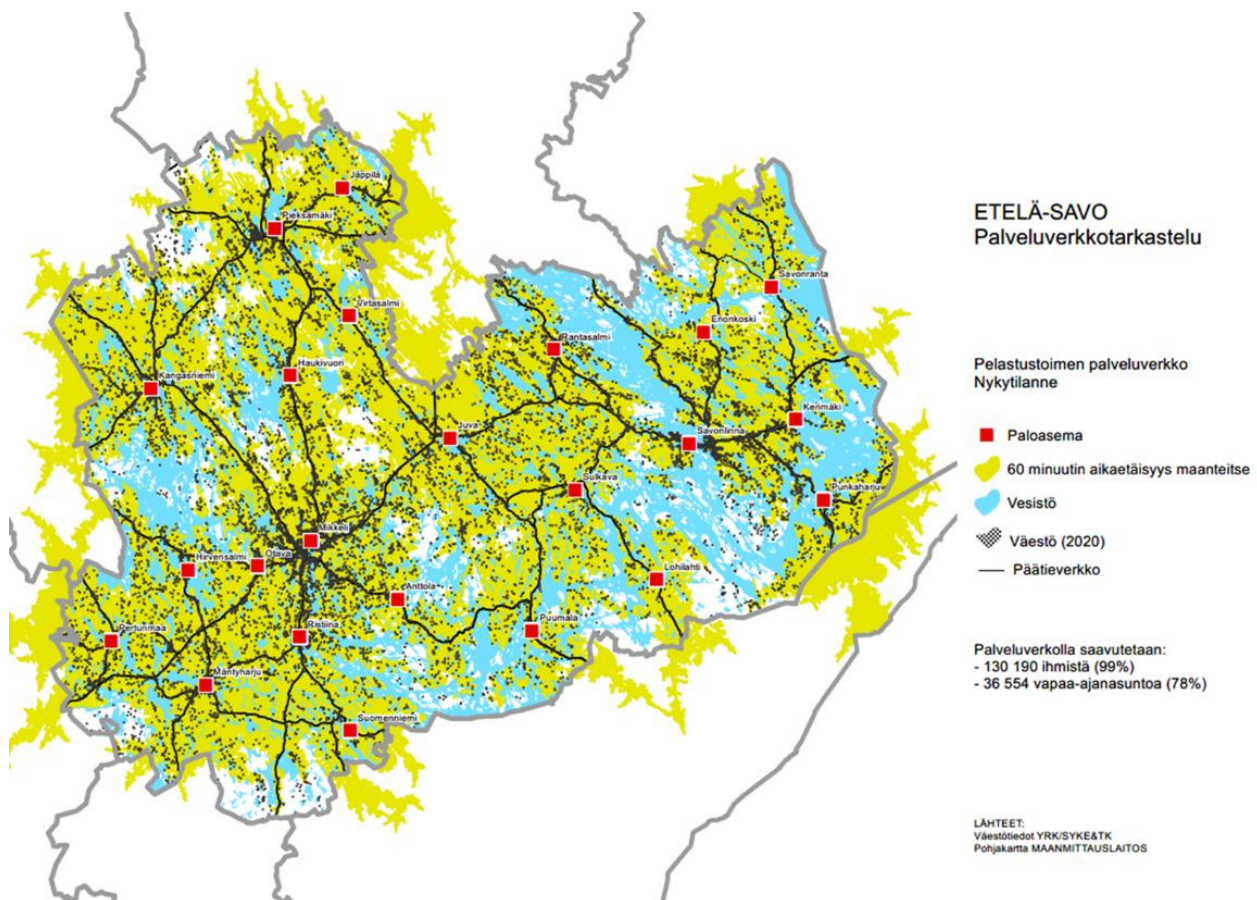 ETELÄ-SAVO
Palveluverkkotarkastelu
Pelastustoimen palveluverkko
Nykytilanne
Paloasema
60 minuutin aikaetäisyys maanteitse
Vesistö
Väestö (2020)
Päätieverkko
Palveluverkolla saavutetaan:
- 130 190 ihmistä (99%)
- 36 554 vapaa-ajanasuntoa (78%)
LÄHTEET:
Väestötiedot YRK/SYKE&TK
Pohjakartta MAANMITTAUSLAITOS
Jäppilä
Pieksämäki
Savonranta
Virtasalmi
Enonkoski
Rantasalmi
Haukivuori
Kangasniemi
Kerimäki
Juva
Savonlinna
Sulkava
Punkaharju
Mikkeli
Hirvensalmi
Otava
Lohilahti
Anttola
Puumala
Ristiina
Pertunmaa
Mäntyharju
Suomenniemi